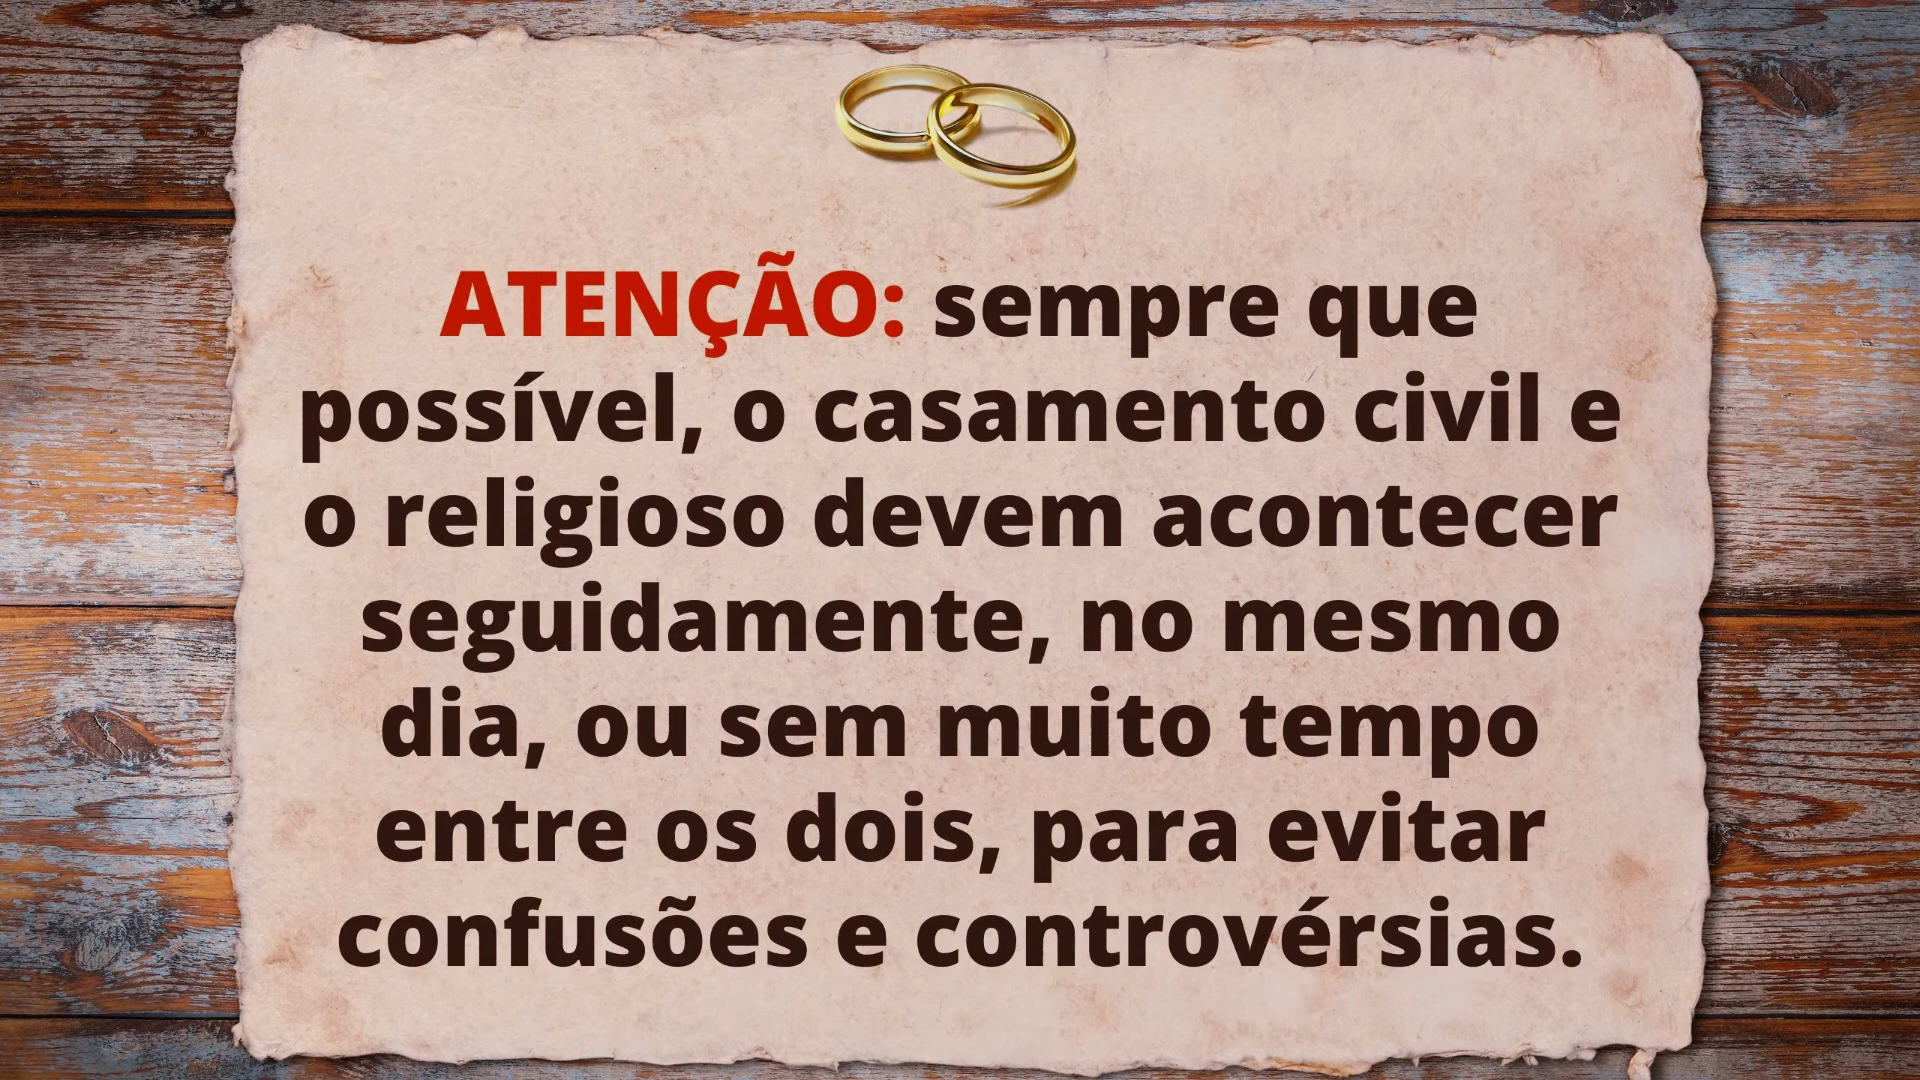 ATENÇÃO: sempre que
possível, o casamento civil e
o religioso devem acontecer
seguidamente, no mesmo
dia, ou sem muito tempo
entre os dois, para evitar
confusões e controvérsias.